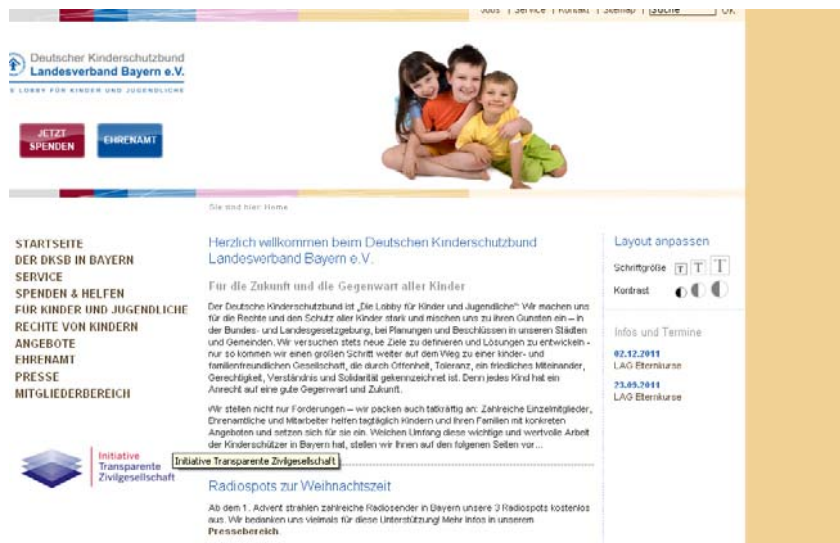 Jobs | Service | Kontakt | Sitemap | Suche OK
Deutscher Kinderschutzbund
Landesverband Bayern e.V.
E LOBBY FÜR KINDER UND JUGENDLICHE
JETZT
SPENDEN
EHRENAMT
Sie sind hier: Home
STARTSEITE
DER DKSB IN BAYERN
SERVICE
SPENDEN & HELFEN
FÜR KINDER UND JUGENDLICHE
RECHTE VON KINDERN
ANGEBOTE
EHRENAMT
PRESSE
MITGLIEDERBEREICH
Initiative
Transparente
Zivilgesellschaft
Initiative Transparente Zivilgesellschaft
Herzlich willkommen beim Deutschen Kinderschutzbund
Landesverband Bayern e.V.
Für die Zukunft und die Gegenwart aller Kinder
Der Deutsche Kinderschutzbund ist „Die Lobby für Kinder und Jugendliche“: Wir machen uns
für die Rechte und den Schutz aller Kinder stark und mischen uns zu ihren Gunsten ein – in
der Bundes- und Landesgesetzgebung, bei Planungen und Beschlüssen in unseren Städten
und Gemeinden. Wir versuchen stets neue Ziele zu definieren und Lösungen zu entwickeln -
nur so kommen wir einen großen Schritt weiter auf dem Weg zu einer kinder- und
familienfreundlichen Gesellschaft, die durch Offenheit, Toleranz, ein friedliches Miteinander,
Gerechtigkeit, Verständnis und Solidarität gekennzeichnet ist. Denn jedes Kind hat ein
Anrecht auf eine gute Gegenwart und Zukunft.
Wir stellen nicht nur Forderungen – wir packen auch tatkräftig an: Zahlreiche Einzelmitglieder,
Ehrenamtliche und Mitarbeiter helfen tagtäglich Kindern und ihren Familien mit konkreten
Angeboten und setzen sich für sie ein. Welchen Umfang diese wichtige und wertvolle Arbeit
der Kinderschützer in Bayern hat, stellen wir Ihnen auf den folgenden Seiten vor...
Radiospots zur Weihnachtszeit
Ab dem 1. Advent strahlen zahlreiche Radiosender in Bayern unsere 3 Radiospots kostenlos
aus. Wir bedanken uns vielmals für diese Unterstützung! Mehr Infos in unserem
Pressebereich.
Layout anpassen
Schriftgröße T T T
Kontrast
Infos und Termine
02.12.2011
LAG Elternkurse
23.09.2011
LAG Elternkurse